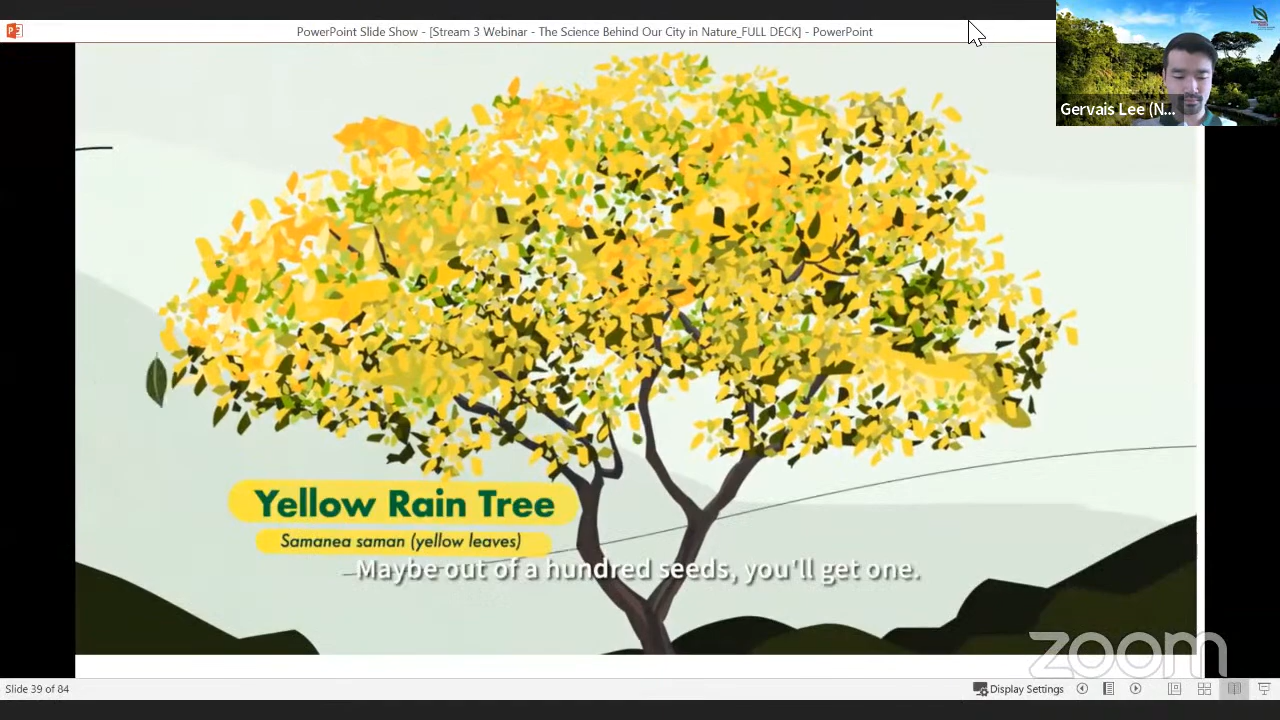 PowerPoint Slide Show - [Stream 3 Webinar - The Science Behind Our City in Nature_FULL DECK] - PowerPoint
Gervais Lee (N...
Yellow Rain Tree
Samanea saman (yellow leaves)
Maybe out of a hundred seeds, you'll get one.
zoom
Slide 39 of 84
Display Settings